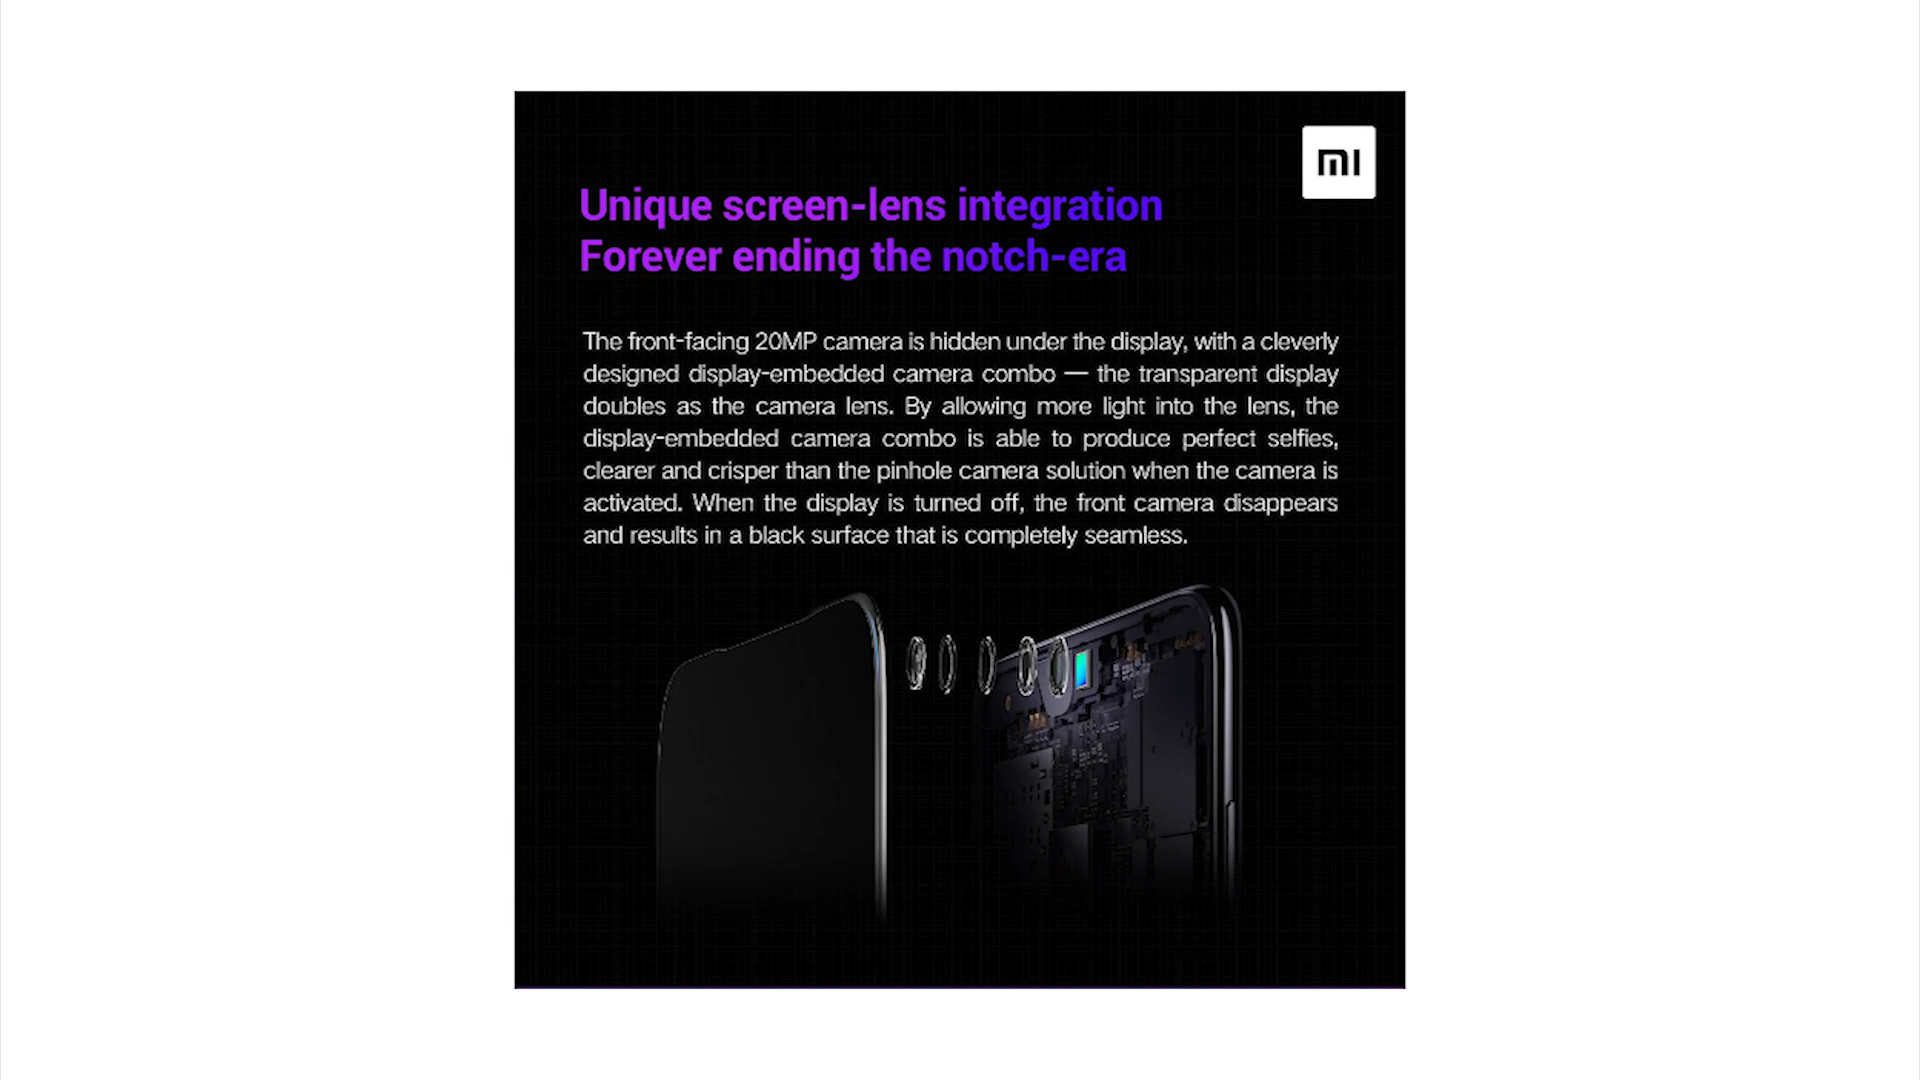 mi
Unique screen-lens integration
Forever ending the notch-era
The front-facing 20MP camera is hidden under the display, with a cleverly
designed display-embedded camera combo — the transparent display
doubles as the camera lens. By allowing more light into the lens, the
display-embedded camera combo is able to produce perfect selfies,
clearer and crisper than the pinhole camera solution when the camera is
activated. When the display is turned off, the front camera disappears
and results in a black surface that is completely seamless.